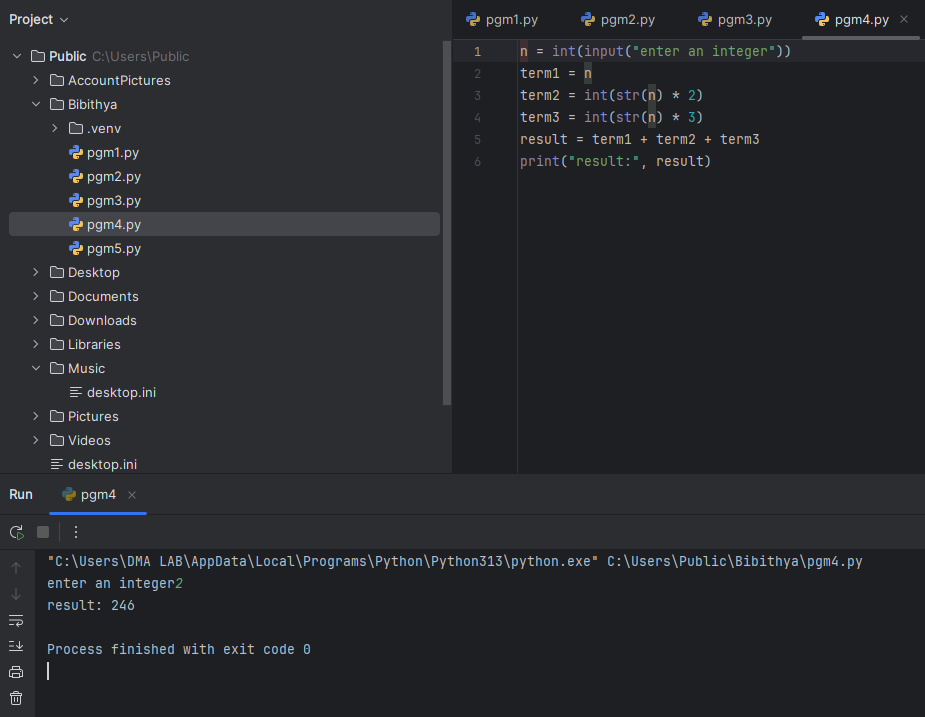 Project
Public C:\Users\Public
AccountPictures
Bibithya
.venv
pgm1.py
pgm2.py
pgm3.py
pgm4.py
pgm5.py
Desktop
Documents
Downloads
Libraries
Music
desktop.ini
Pictures
Videos
desktop.ini
pgm1.py pgm2.py pgm3.py pgm4.py
1 n = int(input("enter an integer"))
2 term1 = n
3 term2 = int(str(n) * 2)
4 term3 = int(str(n) * 3)
5 result = term1 + term2 + term3
6 print("result:", result)
Run pgm4
"C:\Users\DMA LAB\AppData\Local\Programs\Python\Python313\python.exe" C:\Users\Public\Bibithya\pgm4.py
enter an integer2
result: 246
Process finished with exit code 0